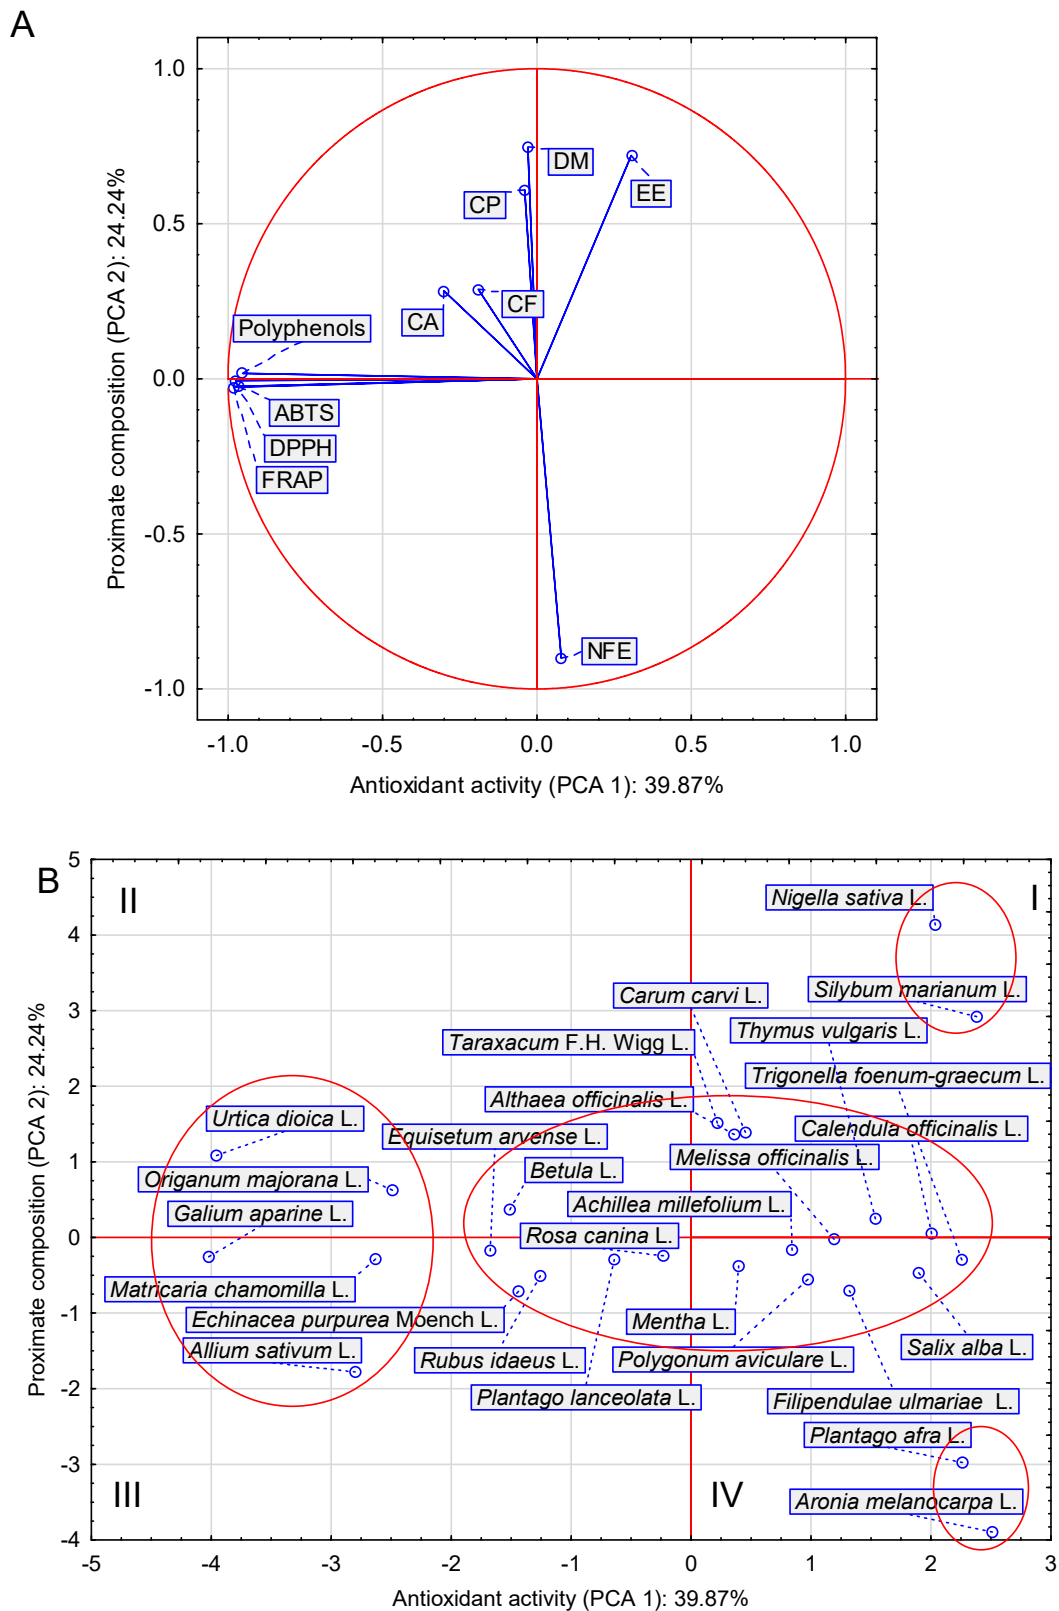 A
1.0
0.5
0.0
-0.5
-1.0
Proximate composition (PCA 2): 24.24%
DM
EE
CP
CF
CA
Polyphenols
ABTS
DPPH
FRAP
NFE
-1.0 -0.5 0.0 0.5 1.0
Antioxidant activity (PCA 1): 39.87%
B
5
4
3
2
1
0
-1
-2
-3
-4
Proximate composition (PCA 2): 24.24%
II
I
Nigella sativa L.
Silybum marianum L.
Carum carvi L.
Thymus vulgaris L.
Taraxacum F.H. Wigg L.
Trigonella foenum-graecum L.
Althaea officinalis L.
Urtica dioica L.
Equisetum arvense L.
Calendula officinalis L.
Melissa officinalis L.
Origanum majorana L.
Betula L.
Galium aparine L.
Achillea millefolium L.
Rosa canina L.
Matricaria chamomilla L.
Echinacea purpurea Moench L.
Mentha L.
Allium sativum L.
Rubus idaeus L.
Polygonum aviculare L.
Salix alba L.
Plantago lanceolata L.
Filipendulae ulmariae L.
Plantago afra L.
III
IV
Aronia melanocarpa L.
-5 -4 -3 -2 -1 0 1 2 3
Antioxidant activity (PCA 1): 39.87%